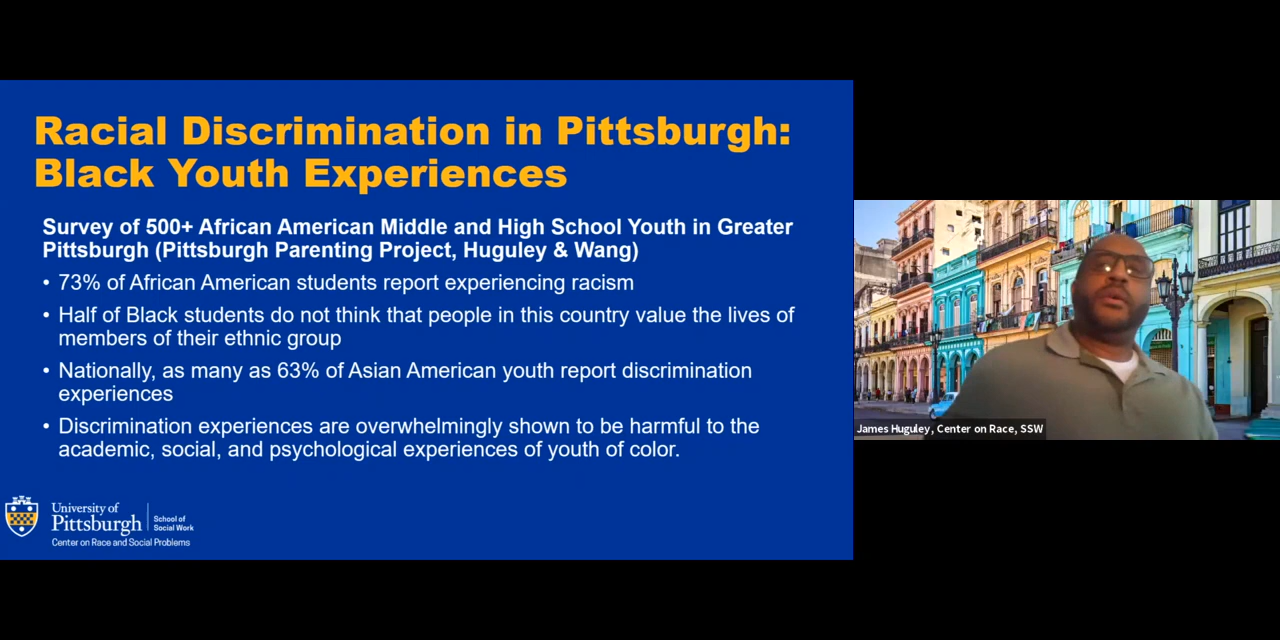 Racial Discrimination in Pittsburgh:
Black Youth Experiences
Survey of 500+ African American Middle and High School Youth in Greater
Pittsburgh (Pittsburgh Parenting Project, Huguley & Wang)
• 73% of African American students report experiencing racism
• Half of Black students do not think that people in this country value the lives of
members of their ethnic group
• Nationally, as many as 63% of Asian American youth report discrimination
experiences
• Discrimination experiences are overwhelmingly shown to be harmful to the
academic, social, and psychological experiences of youth of color.
University of
Pittsburgh
School of
Social Work
Center on Race and Social Problems
James Huguley, Center on Race, SSW